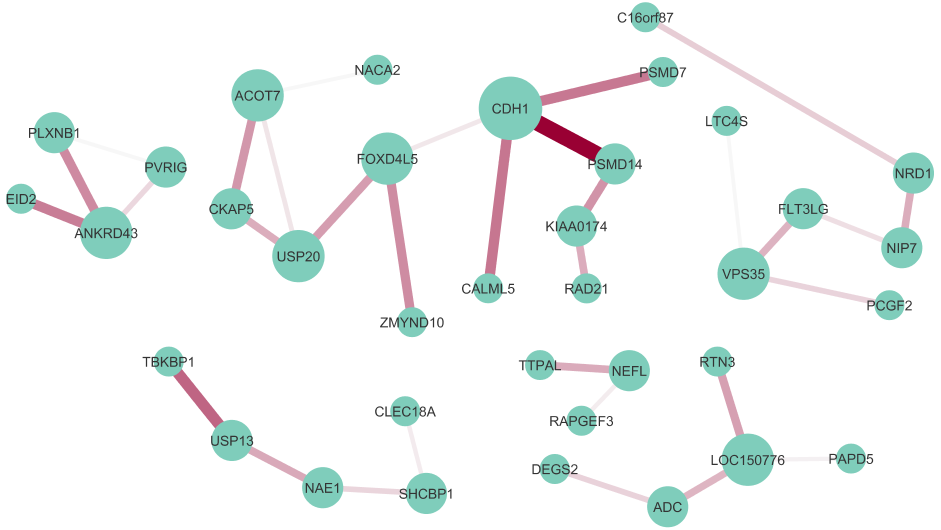 C16orf87
NACA2
PSMD7
ACOT7
CDH1
LTC4S
PLXNB1
FOXD4L5
PVRIG
PSMD14
NRD1
EID2
CKAP5
FLT3LG
ANKRD43
KIAA0174
NIP7
USP20
VPS35
CALML5
RAD21
PCGF2
ZMYND10
TBKBP1
TTPAL
NEFL
RTN3
CLEC18A
RAPGEF3
USP13
LOC150776
PAPD5
DEGS2
NAE1
SHCBP1
ADC